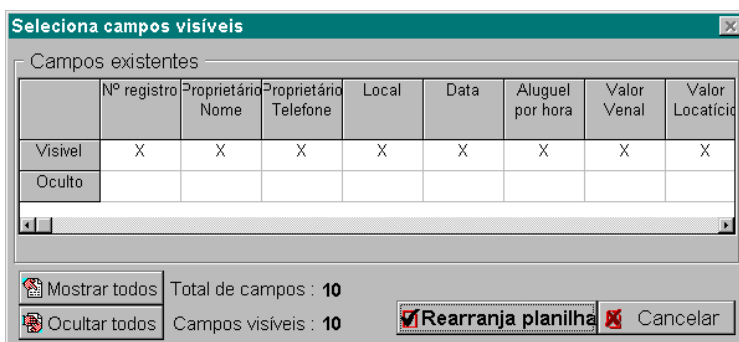 Seleciona campos visíveis
Campos existentes
Nº registro Proprietário Nome Proprietário Telefone Local Data Aluguel por hora Valor Venal Valor Locatício
Visivel X X X X X X X X
Oculto
Mostrar todos Total de campos : 10
Ocultar todos Campos visíveis : 10 Rearranja planilha Cancelar